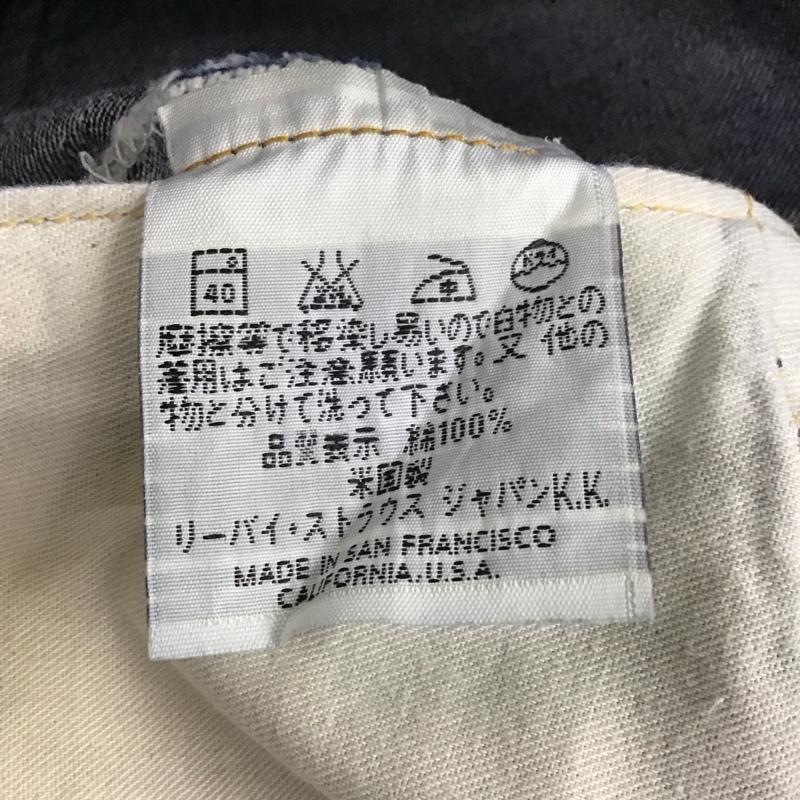 40
摩擦等で移染し易いので白物との
着用はご注意願います。又 他の
物と分けて洗って下さい。
品質表示 綿100%
米国製
リーバイ・ストラウス ジャパンK.K.
MADE IN SAN FRANCISCO
CALIFORNIA.U.S.A.